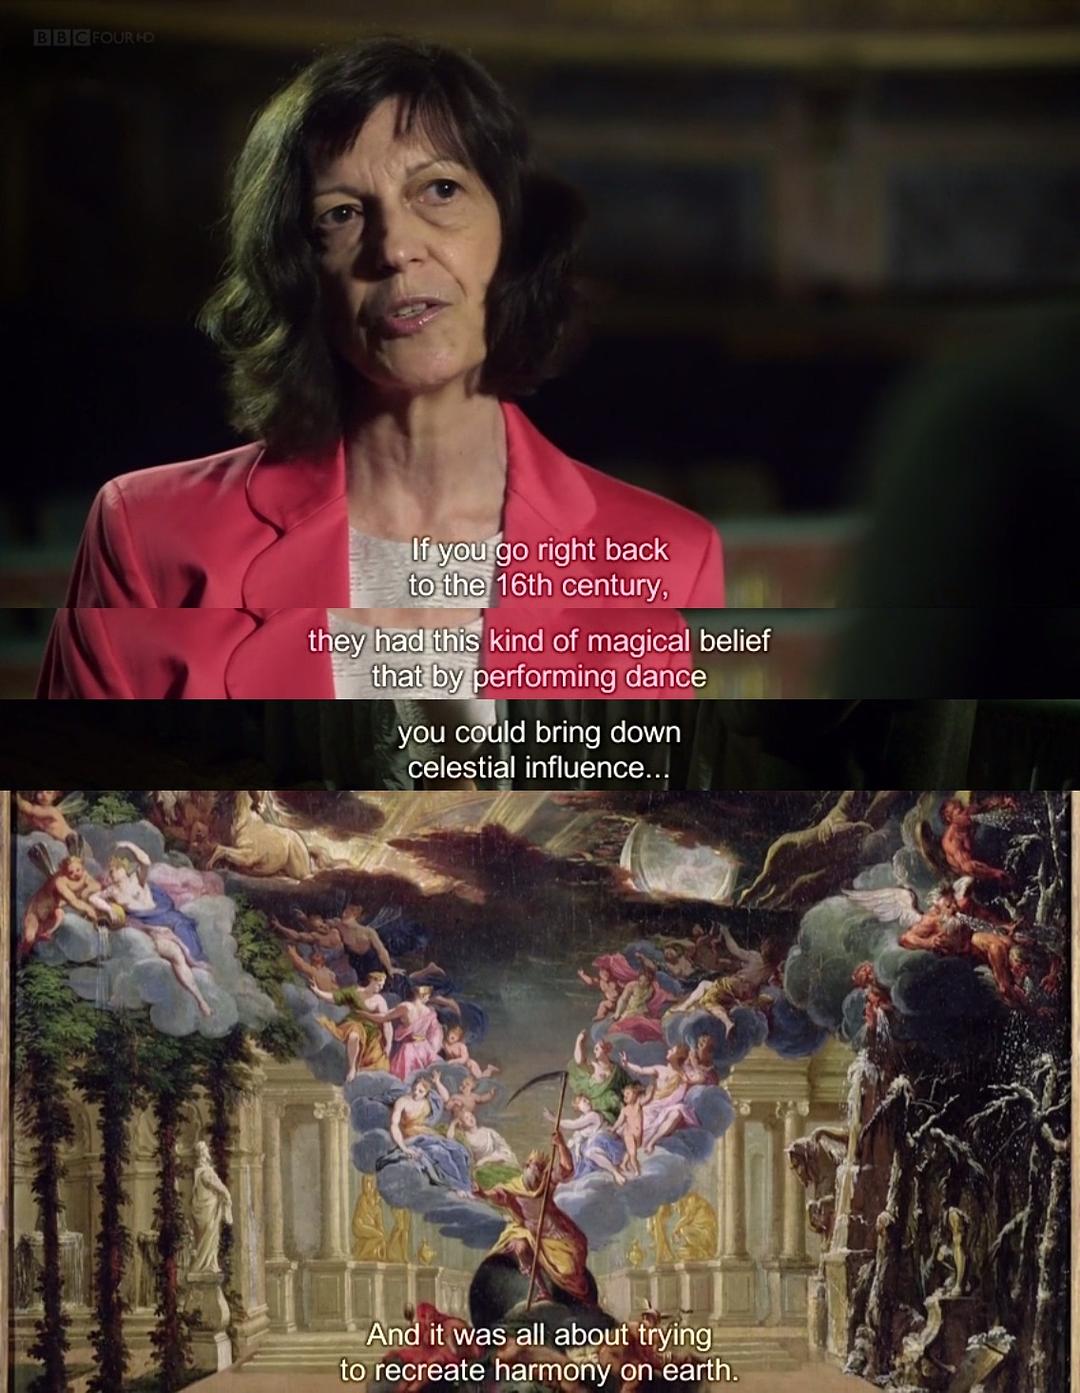 BBC FOUR HD
If you go right back
to the 16th century,
they had this kind of magical belief
that by performing dance
you could bring down
celestial influence...
And it was all about trying
to recreate harmony on earth.